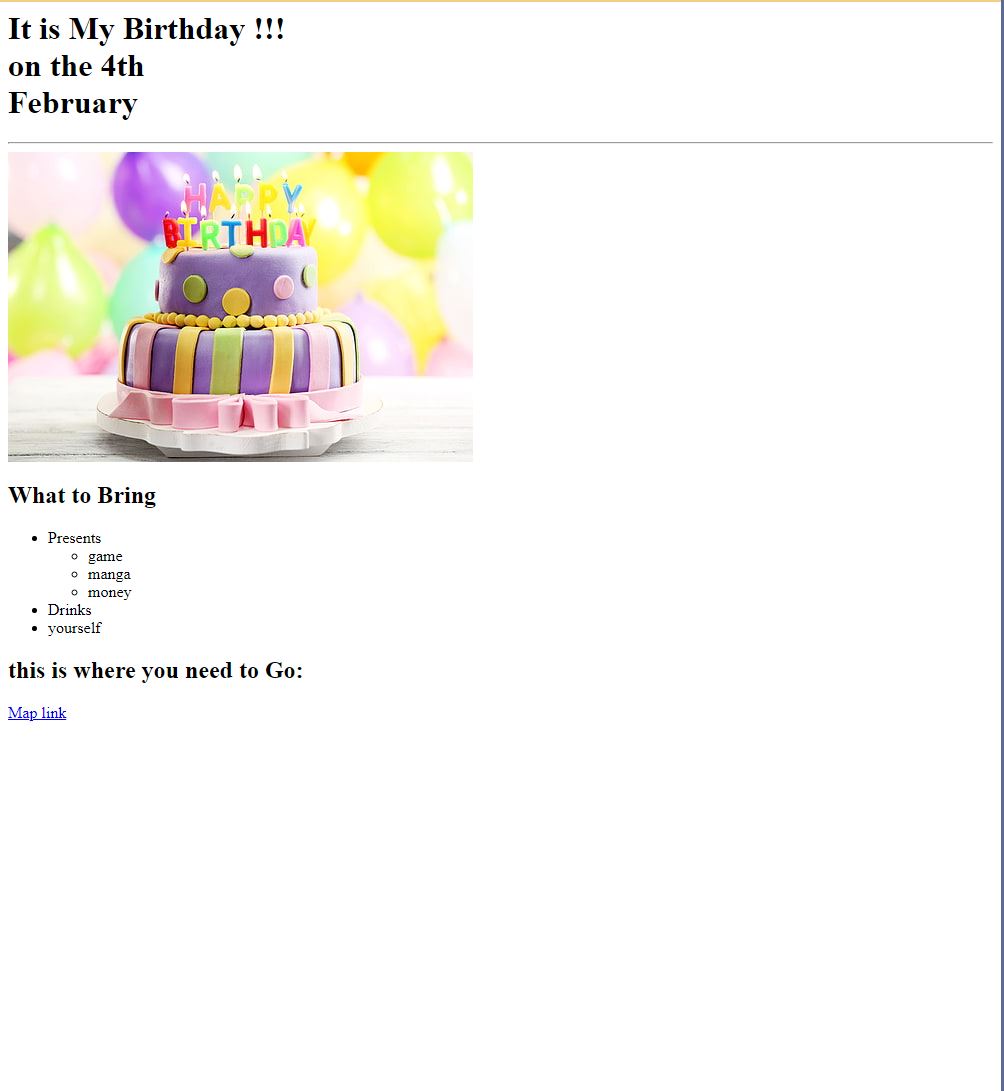 It is My Birthday !!!
on the 4th
February
HAPPY
BIRTHDAY
What to Bring
Presents
game
manga
money
Drinks
yourself
this is where you need to Go:
Map link